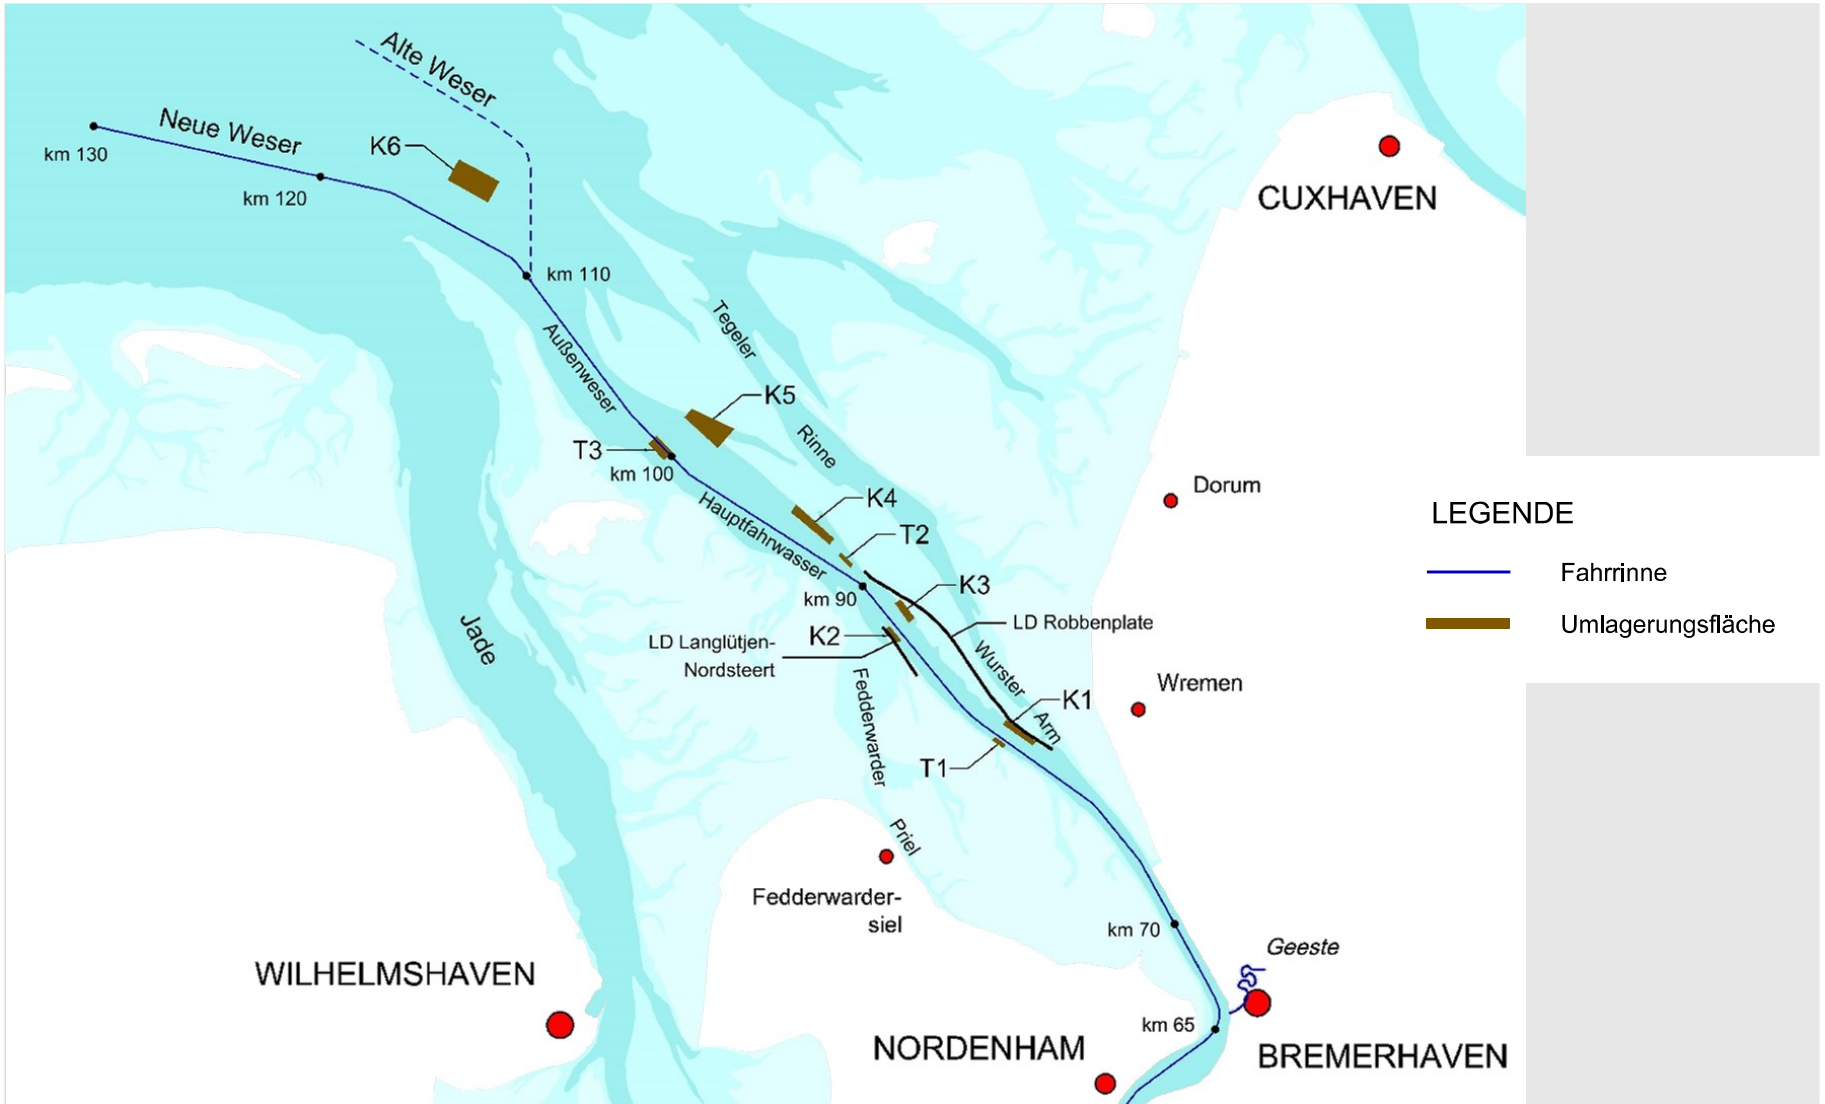 Alte Weser
Neue Weser
K6
km 130
km 120
CUXHAVEN
km 110
Tegeler
Außenweser
K5
Rinne
T3
km 100
Dorum
K4
Hauptfahrwasser
T2
LEGENDE
Fahrrinne
Umlagerungsfläche
K3
km 90
LD Robbenplate
K2
LD Langlütjen-
Nordsteert
Jade
Wurster
Arm
K1
Wremen
Fedderwarder
Priel
T1
Fedderwarder-
siel
km 70
Geeste
WILHELMSHAVEN
km 65
NORDENHAM
BREMERHAVEN